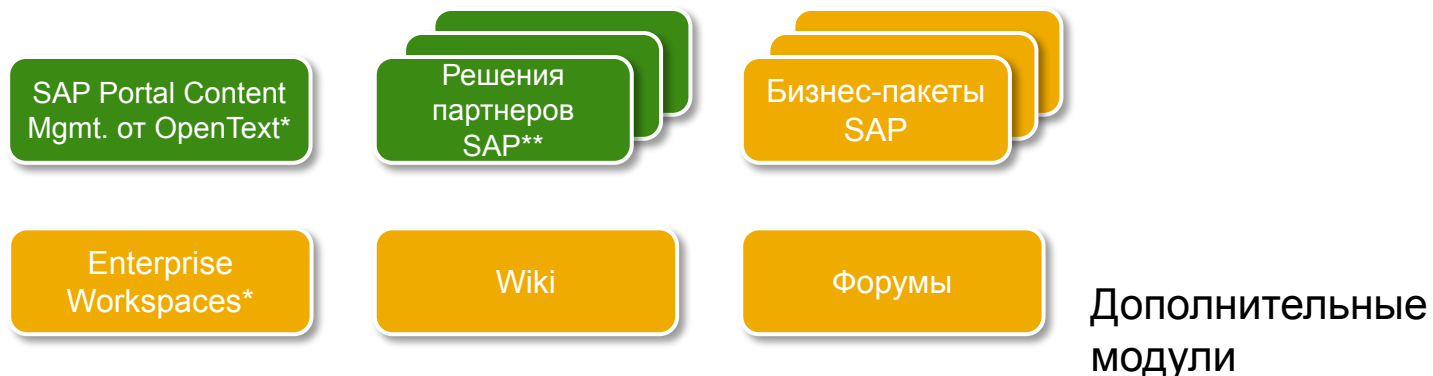 SAP Portal Content
Mgmt. от OpenText*
Решения
партнеров
SAP**
Бизнес-пакеты
SAP
Enterprise
Workspaces*
Wiki
Форумы
Дополнительные
модули